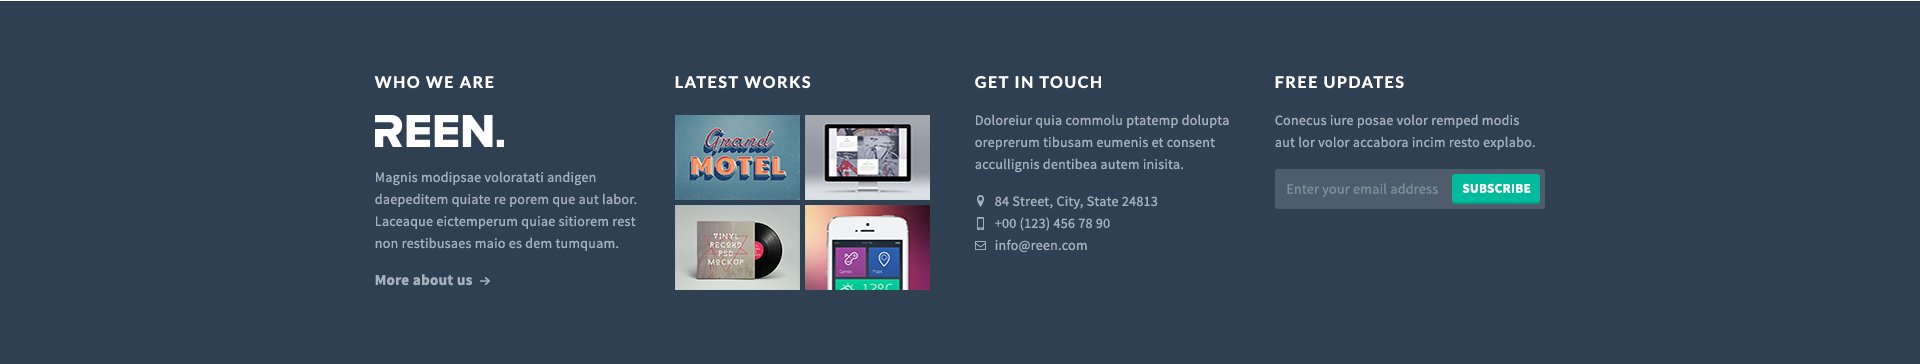 WHO WE ARE
REEN.
Magnis modipsae voloratati andigen
daepeditem quiate re porem que aut labor.
Laceaque eictemperum quiae sitiorem rest
non restibusaes maio es dem tumquam.
More about us →
LATEST WORKS
Grand
MOTEL
VINYL
RECORD
PSD
MOCKUP
Games
Maps
12°C
GET IN TOUCH
Doloreiur quia commolu ptatemp dolupta
oreprerum tibusam eumenis et consent
accullignis dentibea autem inisita.
84 Street, City, State 24813
+00 (123) 456 78 90
info@reen.com
FREE UPDATES
Conecus iure posae volor remped modis
aut lor volor accabora incim resto explabo.
Enter your email address
SUBSCRIBE